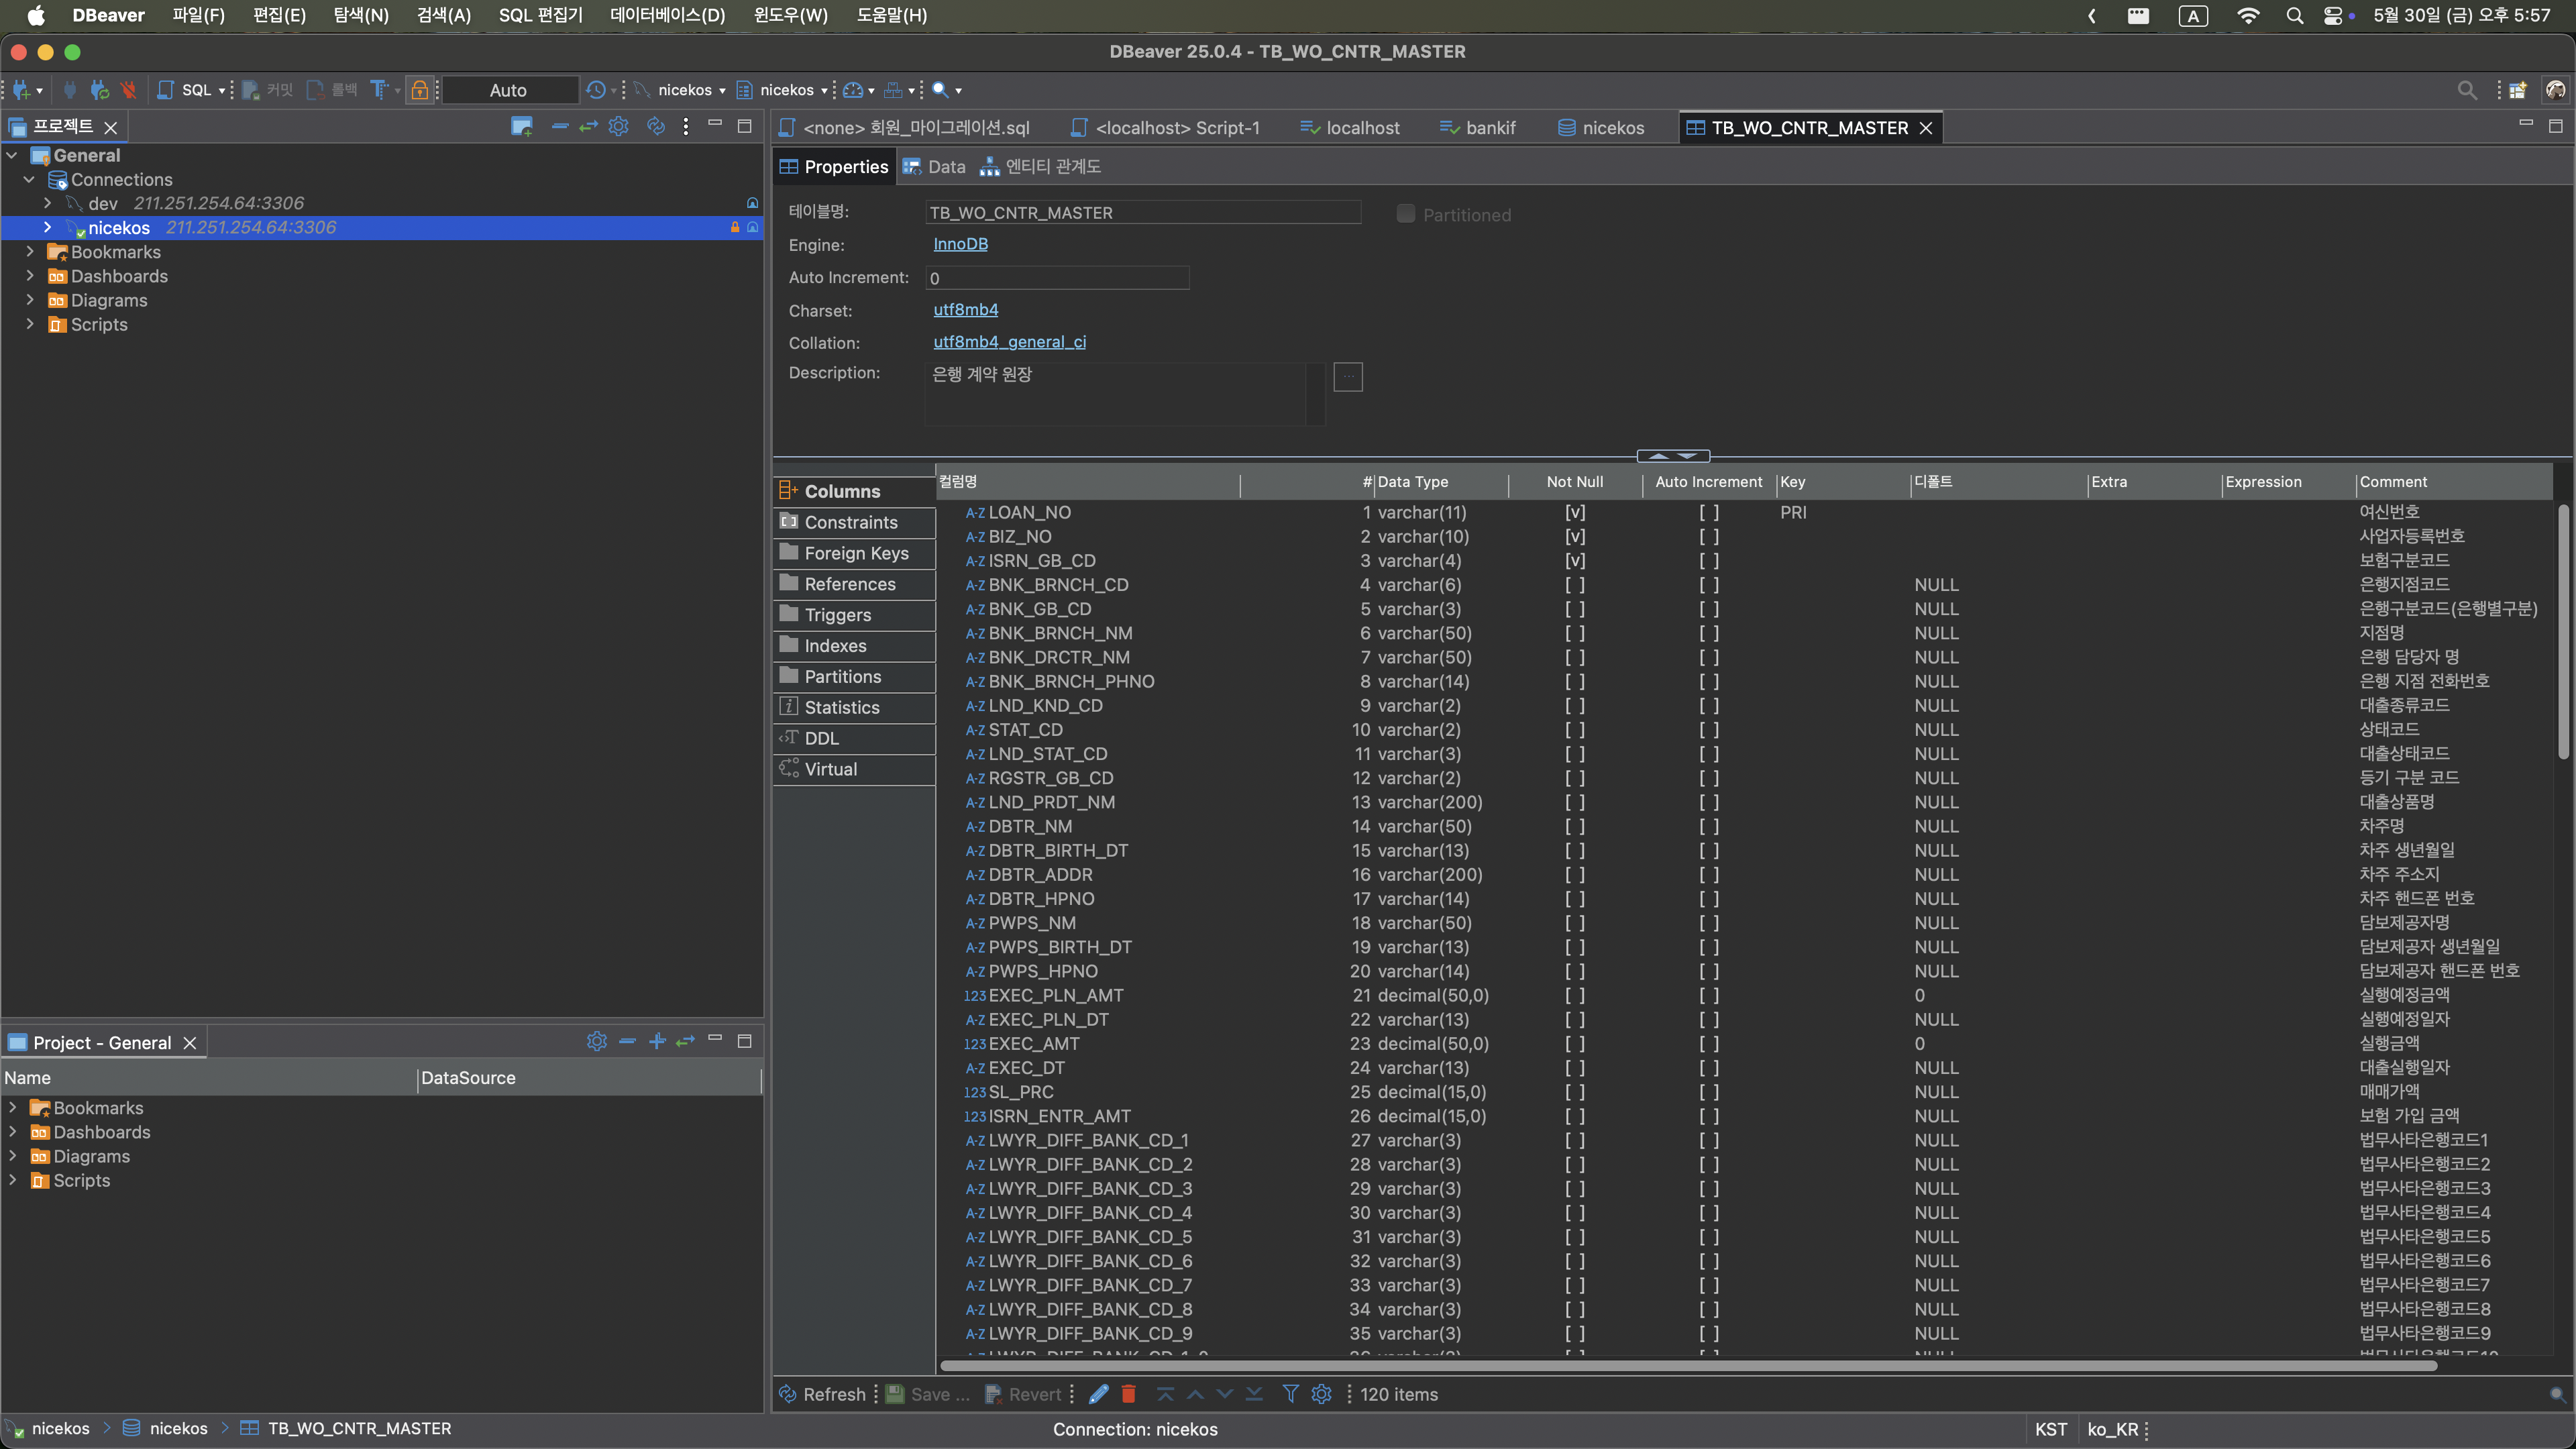 DBeaver 파일(F) 편집(E) 탐색(N) 검색(A) SQL 편집기 데이터베이스(D) 윈도우(W) 도움말(H) A 5월 30일 (금) 오후 5:57
DBeaver 25.0.4 - TB_WO_CNTR_MASTER
SQL 커밋 롤백 Auto nicekos nicekos
프로젝트
General
Connections
dev 211.251.254.64:3306
nicekos 211.251.254.64:3306
Bookmarks
Dashboards
Diagrams
Scripts
Project - General
Name DataSource
Bookmarks
Dashboards
Diagrams
Scripts
<none> 회원_마이그레이션.sql <localhost> Script-1 localhost bankif nicekos TB_WO_CNTR_MASTER
Properties Data 엔티티 관계도
테이블명: TB_WO_CNTR_MASTER Partitioned
Engine: InnoDB
Auto Increment: 0
Charset: utf8mb4
Collation: utf8mb4_general_ci
Description: 은행 계약 원장 ...
Columns
Constraints
Foreign Keys
References
Triggers
Indexes
Partitions
Statistics
DDL
Virtual
컬럼명 # Data Type Not Null Auto Increment Key 디폴트 Extra Expression Comment
A-Z LOAN_NO 1 varchar(11) [v] [ ] PRI 여신번호
A-Z BIZ_NO 2 varchar(10) [v] [ ] 사업자등록번호
A-Z ISRN_GB_CD 3 varchar(4) [v] [ ] 보험구분코드
A-Z BNK_BRNCH_CD 4 varchar(6) [ ] [ ] NULL 은행지점코드
A-Z BNK_GB_CD 5 varchar(3) [ ] [ ] NULL 은행구분코드(은행별구분)
A-Z BNK_BRNCH_NM 6 varchar(50) [ ] [ ] NULL 지점명
A-Z BNK_DRCTR_NM 7 varchar(50) [ ] [ ] NULL 은행 담당자 명
A-Z BNK_BRNCH_PHNO 8 varchar(14) [ ] [ ] NULL 은행 지점 전화번호
A-Z LND_KND_CD 9 varchar(2) [ ] [ ] NULL 대출종류코드
A-Z STAT_CD 10 varchar(2) [ ] [ ] NULL 상태코드
A-Z LND_STAT_CD 11 varchar(3) [ ] [ ] NULL 대출상태코드
A-Z RGSTR_GB_CD 12 varchar(2) [ ] [ ] NULL 등기 구분 코드
A-Z LND_PRDT_NM 13 varchar(200) [ ] [ ] NULL 대출상품명
A-Z DBTR_NM 14 varchar(50) [ ] [ ] NULL 차주명
A-Z DBTR_BIRTH_DT 15 varchar(13) [ ] [ ] NULL 차주 생년월일
A-Z DBTR_ADDR 16 varchar(200) [ ] [ ] NULL 차주 주소지
A-Z DBTR_HPNO 17 varchar(14) [ ] [ ] NULL 차주 핸드폰 번호
A-Z PWPS_NM 18 varchar(50) [ ] [ ] NULL 담보제공자명
A-Z PWPS_BIRTH_DT 19 varchar(13) [ ] [ ] NULL 담보제공자 생년월일
A-Z PWPS_HPNO 20 varchar(14) [ ] [ ] NULL 담보제공자 핸드폰 번호
123 EXEC_PLN_AMT 21 decimal(50,0) [ ] [ ] 0 실행예정금액
A-Z EXEC_PLN_DT 22 varchar(13) [ ] [ ] NULL 실행예정일자
123 EXEC_AMT 23 decimal(50,0) [ ] [ ] 0 실행금액
A-Z EXEC_DT 24 varchar(13) [ ] [ ] NULL 대출실행일자
123 SL_PRC 25 decimal(15,0) [ ] [ ] NULL 매매가액
123 ISRN_ENTR_AMT 26 decimal(15,0) [ ] [ ] NULL 보험 가입 금액
A-Z LWYR_DIFF_BANK_CD_1 27 varchar(3) [ ] [ ] NULL 법무사타은행코드1
A-Z LWYR_DIFF_BANK_CD_2 28 varchar(3) [ ] [ ] NULL 법무사타은행코드2
A-Z LWYR_DIFF_BANK_CD_3 29 varchar(3) [ ] [ ] NULL 법무사타은행코드3
A-Z LWYR_DIFF_BANK_CD_4 30 varchar(3) [ ] [ ] NULL 법무사타은행코드4
A-Z LWYR_DIFF_BANK_CD_5 31 varchar(3) [ ] [ ] NULL 법무사타은행코드5
A-Z LWYR_DIFF_BANK_CD_6 32 varchar(3) [ ] [ ] NULL 법무사타은행코드6
A-Z LWYR_DIFF_BANK_CD_7 33 varchar(3) [ ] [ ] NULL 법무사타은행코드7
A-Z LWYR_DIFF_BANK_CD_8 34 varchar(3) [ ] [ ] NULL 법무사타은행코드8
A-Z LWYR_DIFF_BANK_CD_9 35 varchar(3) [ ] [ ] NULL 법무사타은행코드9
Refresh Save ... Revert 120 items
nicekos nicekos TB_WO_CNTR_MASTER Connection: nicekos KST ko_KR